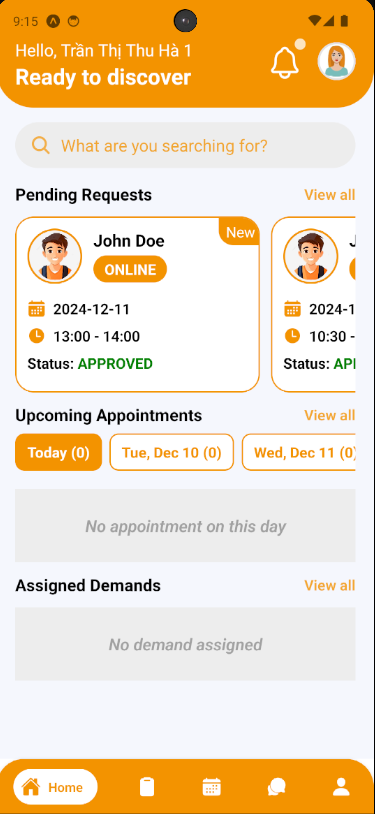 9:15
Hello, Trần Thị Thu Hà 1
Ready to discover
What are you searching for?
Pending Requests View all
New
John Doe J
ONLINE
2024-12-11 2024-1
13:00 - 14:00 10:30 -
Status: APPROVED Status: AP
Upcoming Appointments View all
Today (0) Tue, Dec 10 (0) Wed, Dec 11 (0)
No appointment on this day
Assigned Demands View all
No demand assigned
Home